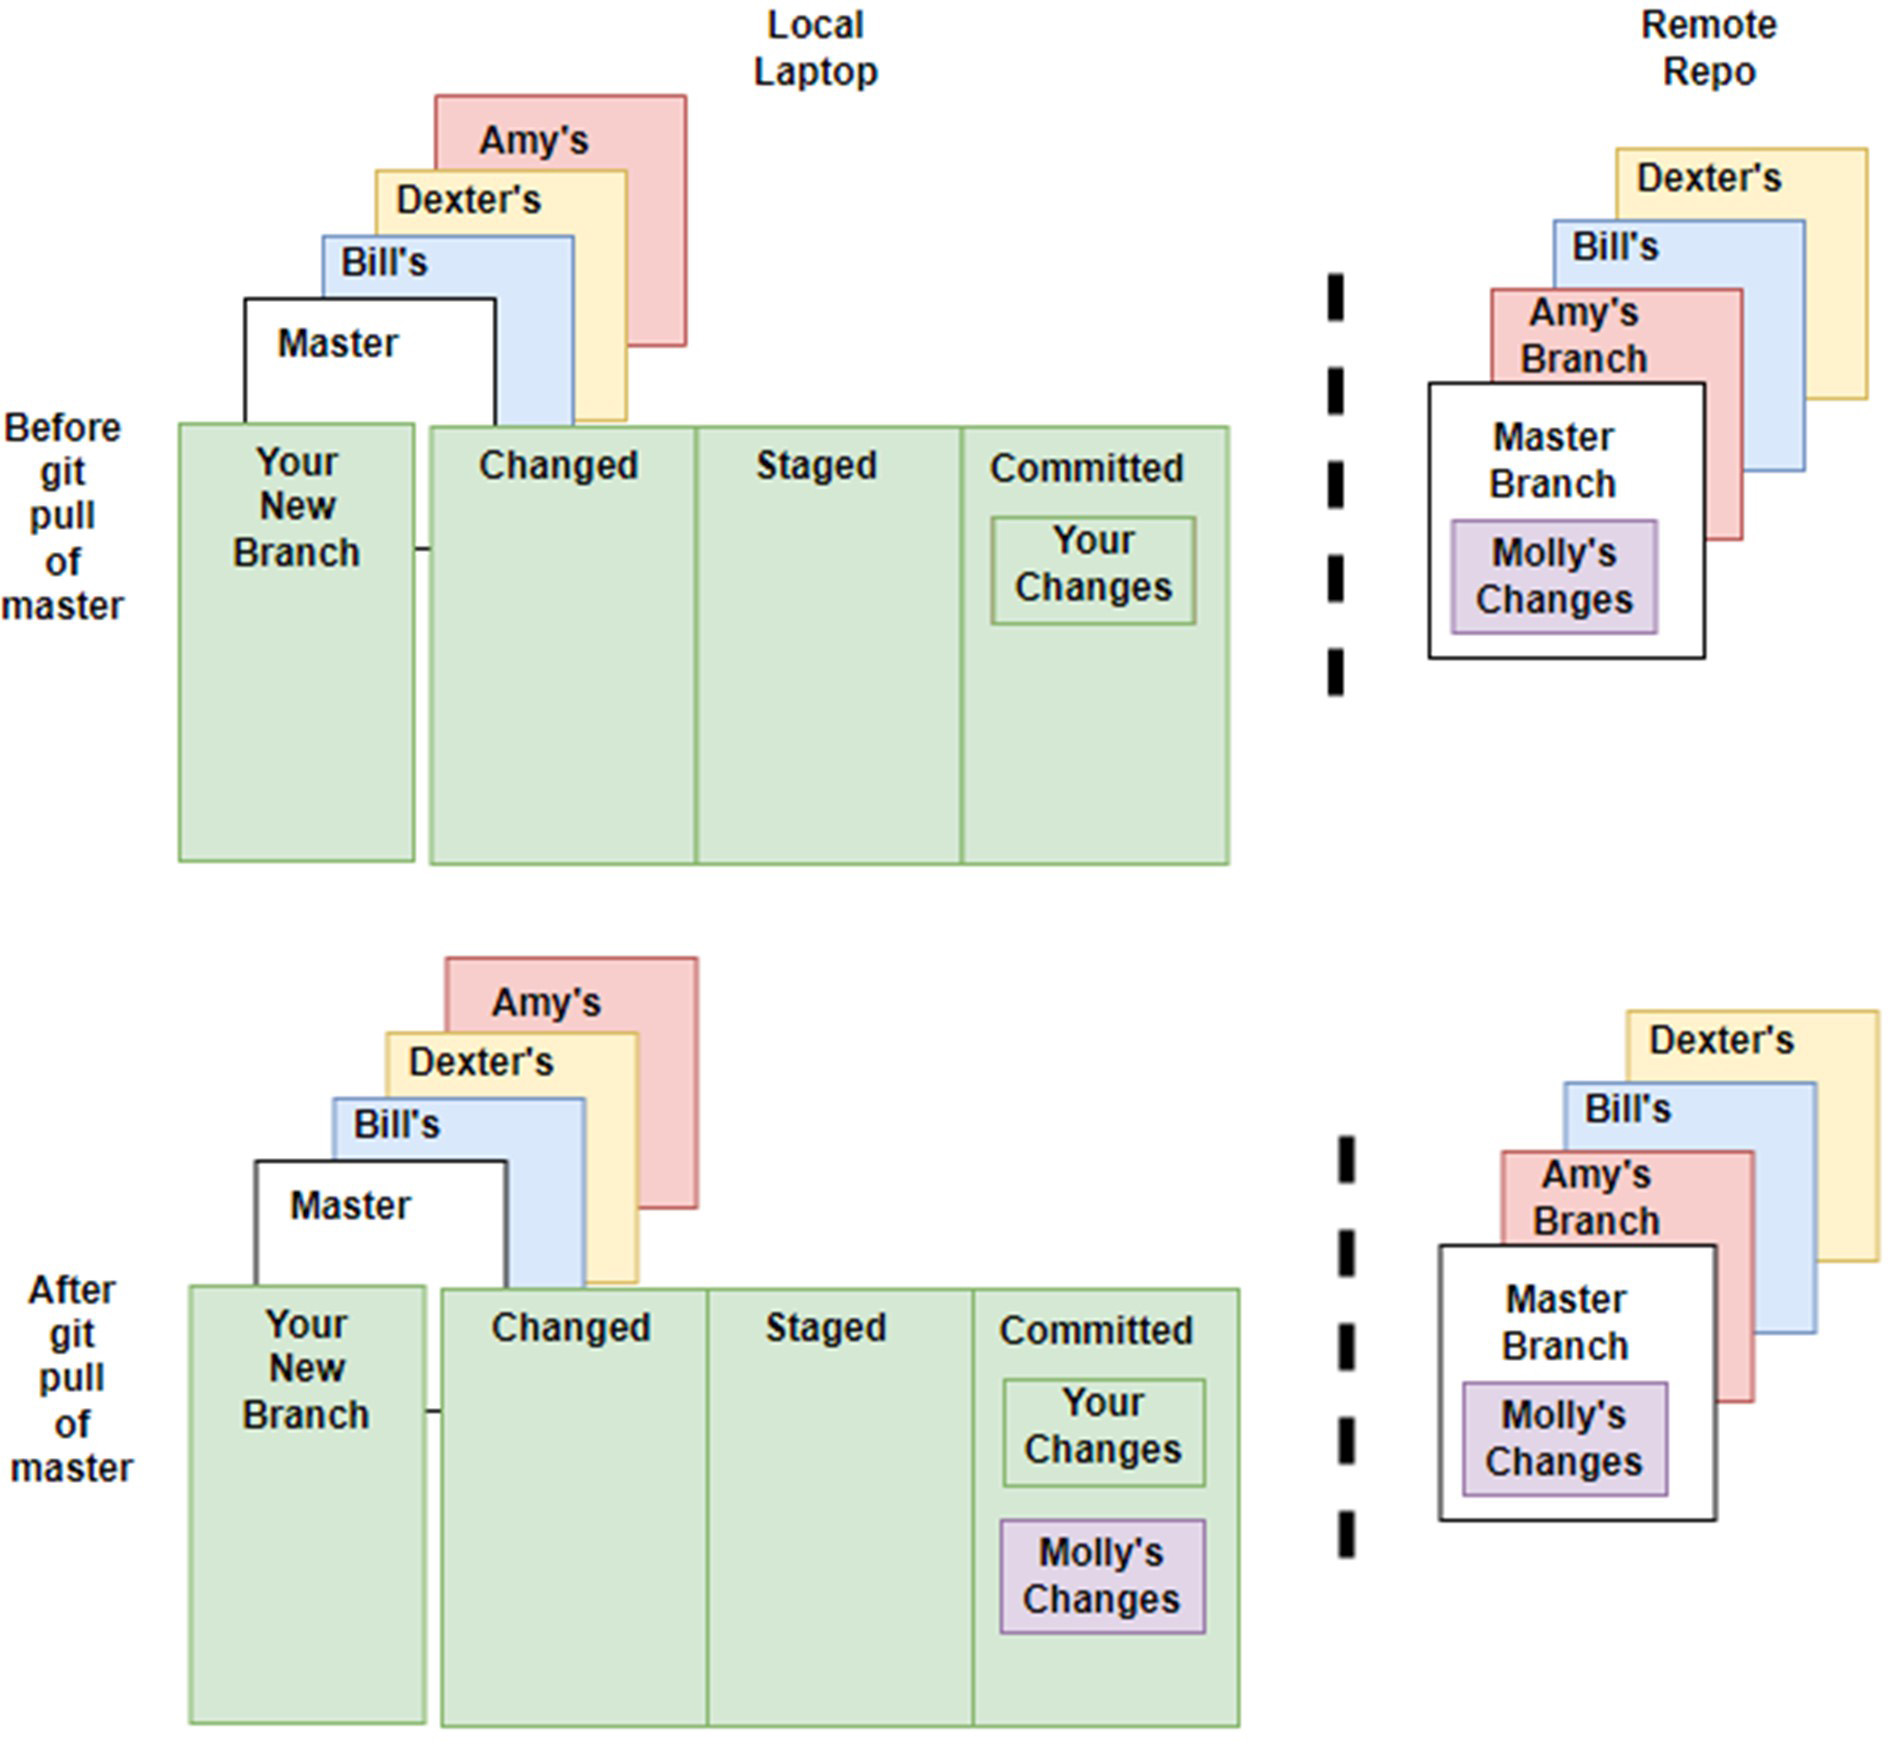 Local
Laptop
Remote
Repo
Amy's
Dexter's
Bill's
Master
Before
git
pull
of
master
Your
New
Branch
Changed
Staged
Committed
Your
Changes
Dexter's
Bill's
Amy's
Branch
Master
Branch
Molly's
Changes
Amy's
Dexter's
Bill's
Master
After
git
pull
of
master
Your
New
Branch
Changed
Staged
Committed
Your
Changes
Molly's
Changes
Dexter's
Bill's
Amy's
Branch
Master
Branch
Molly's
Changes